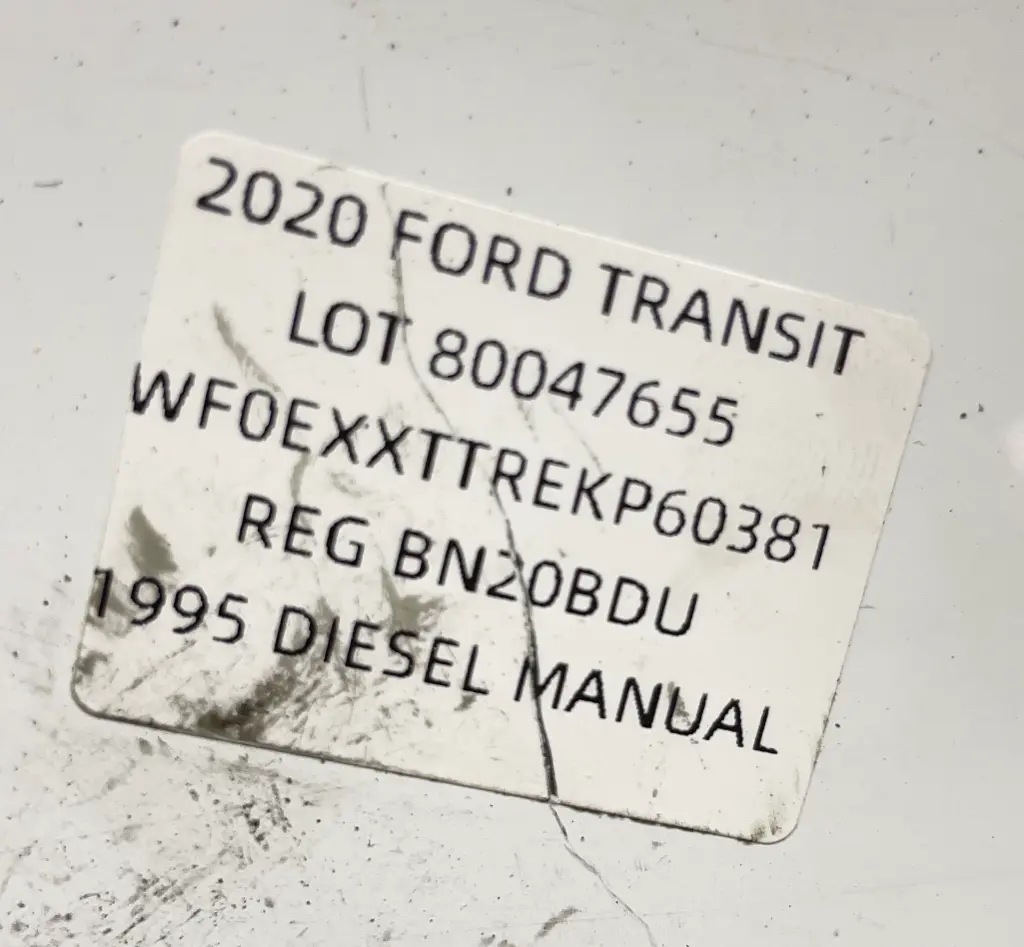 2020 FORD TRANSIT
LOT 80047655
WF0EXXTTREKP60381
REG BN20BDU
1995 DIESEL MANUAL